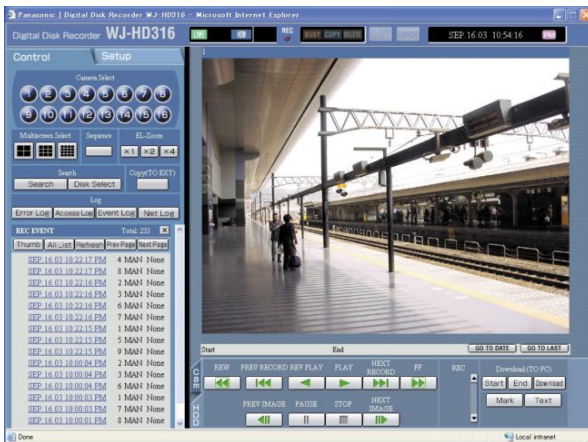 Panasonic | Digital Disk Recorder WJ-HD316 - Microsoft Internet Explorer
Digital Disk Recorder WJ-HD316
LIVE
REC
BUSY COPY DELETE
SEP.16.03 10:54:16 PM
Control
Setup
1
Camera Select
1 2 3 4 5 6 7 8
9 10 11 12 13 14 15 16
Multiscreen Select
Sequence
EL-Zoom
×1 ×2 ×4
Search
Copy(TO EXT)
Search
Disk Select
Log
Error Log
Access Log
Event Log
Net Log
REC EVENT
Total: 233
Thumb
All List
Refresh
Prev Page
Next Page
SEP.16.03 10:22:17 PM 4 MAN None
SEP.16.03 10:22:17 PM 8 MAN None
SEP.16.03 10:22:16 PM 2 MAN None
SEP.16.03 10:22:16 PM 3 MAN None
SEP.16.03 10:22:16 PM 6 MAN None
SEP.16.03 10:22:16 PM 7 MAN None
SEP.16.03 10:22:15 PM 1 MAN None
SEP.16.03 10:22:15 PM 5 MAN None
SEP.16.03 10:22:15 PM 9 MAN None
SEP.16.03 10:00:04 PM 2 MAN None
SEP.16.03 10:00:04 PM 3 MAN None
SEP.16.03 10:00:04 PM 6 MAN None
SEP.16.03 10:00:03 PM 1 MAN None
SEP.16.03 10:00:03 PM 7 MAN None
SEP.16.03 10:00:01 PM 8 MAN None
Start
End
GO TO DATE
GO TO LAST
HDD
REW
PREV RECORD
REV PLAY
PLAY
NEXT RECORD
FF
PREV IMAGE
PAUSE
STOP
NEXT IMAGE
REC
Download (TO PC)
Start
End
Download
Mark
Text
Done
Local intranet